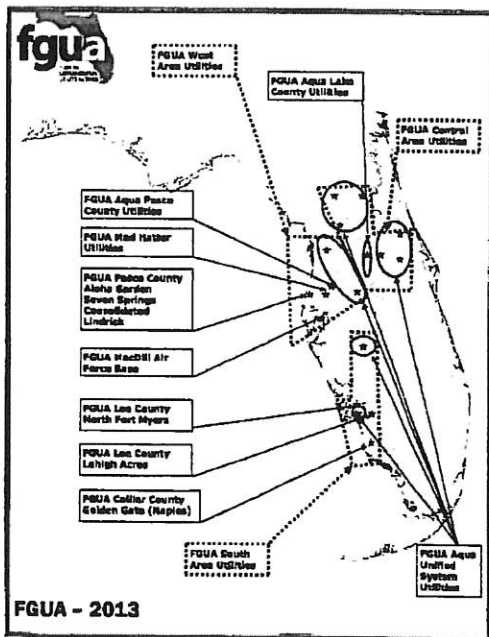 fgua
FGUA West
Area Utilities
FGUA Aqua Lake
County Utilities
FGUA Central
Area Utilities
FGUA Aqua Pasco
County Utilities
FGUA Mad Hatter
Utilities
FGUA Pasco County
Aloha Garden
Seven Springs
Consolidated
Lindrick
FGUA MacDill Air
Force Base
FGUA Lee County
North Fort Myers
FGUA Lee County
Lehigh Acres
FGUA Collier County
Golden Gate (Naples)
FGUA South
Area Utilities
FGUA Aqua
Unified
System
Utilities
FGUA - 2013